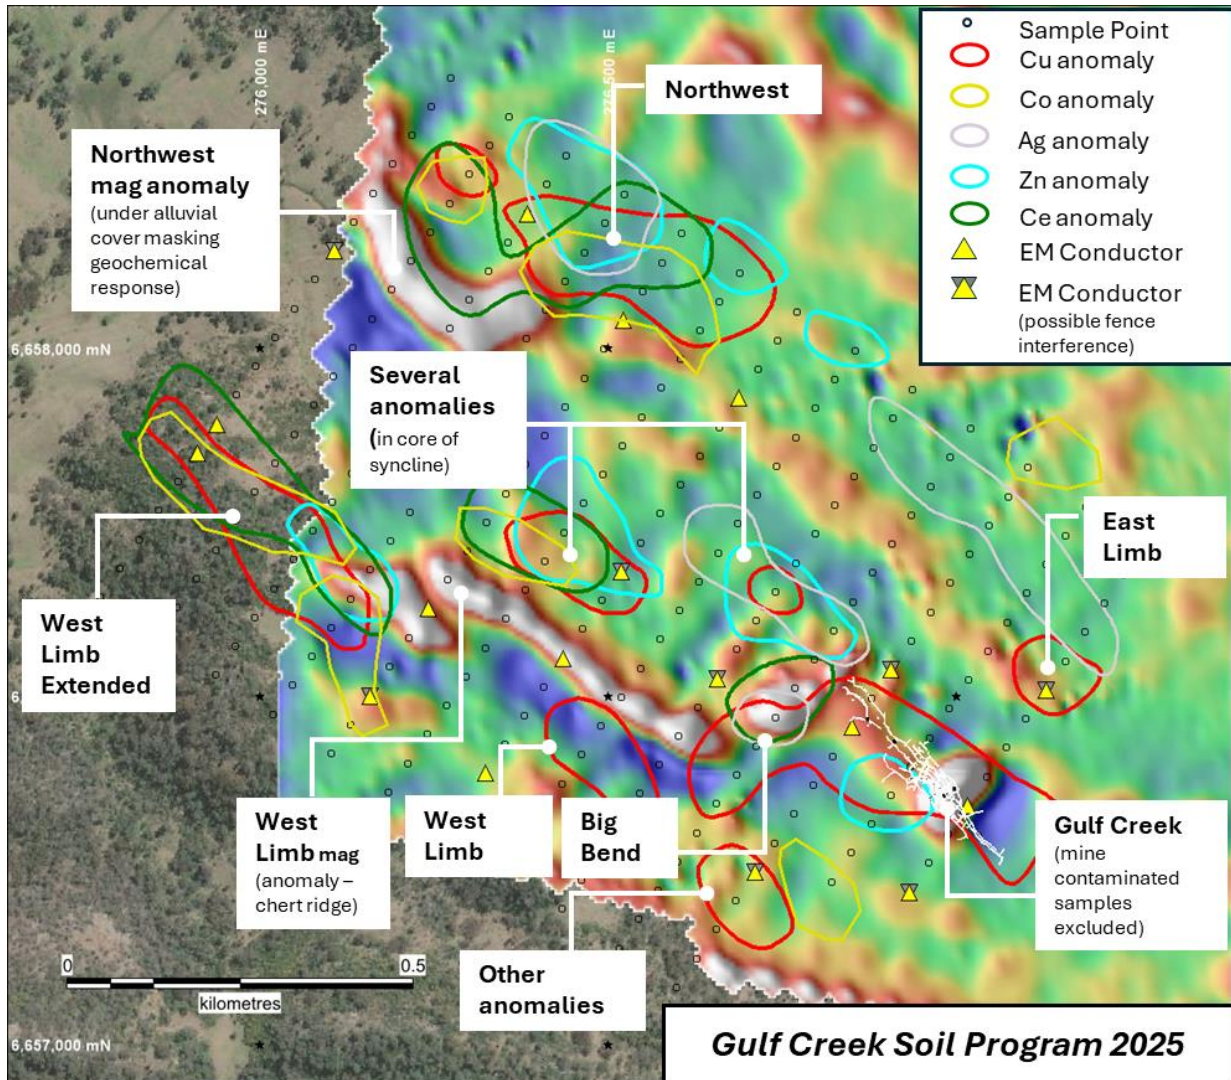 276,000 mE
276,500 mE
Northwest
Sample Point
Cu anomaly
Co anomaly
Ag anomaly
Zn anomaly
Ce anomaly
EM Conductor
EM Conductor
(possible fence
interference)
Northwest
mag anomaly
(under alluvial
cover masking
geochemical
response)
6,658,000 mN
Several
anomalies
(in core of
syncline)
East
Limb
West
Limb
Extended
West
Limb mag
(anomaly –
chert ridge)
West
Limb
Big
Bend
Gulf Creek
(mine
contaminated
samples
excluded)
Other
anomalies
0
0.5
kilometres
6,657,000 mN
Gulf Creek Soil Program 2025